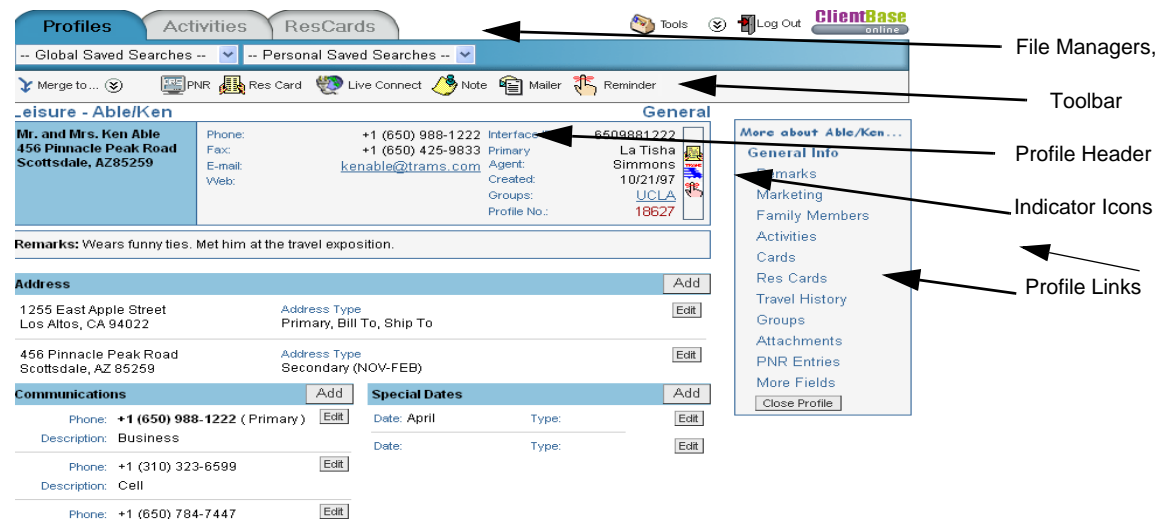 Profiles Activities ResCards Tools Log Out ClientBase online
-- Global Saved Searches -- -- Personal Saved Searches --
File Managers,
Merge to... PNR Res Card Live Connect Note Mailer Reminder
Toolbar
Leisure - Able/Ken General
Mr. and Mrs. Ken Able
456 Pinnacle Peak Road
Scottsdale, AZ85259
Phone: +1 (650) 988-1222
Fax: +1 (650) 425-9833
E-mail: kenable@trams.com
Web:
Interface 6509881222
Primary Agent: La Tisha Simmons
Created: 10/21/97
Groups: UCLA
Profile No.: 18627
Profile Header
Indicator Icons
Profile Links
More about Able/Ken...
General Info
Remarks
Marketing
Family Members
Activities
Cards
Res Cards
Travel History
Groups
Attachments
PNR Entries
More Fields
Close Profile
Remarks: Wears funny ties. Met him at the travel exposition.
Address Add
1255 East Apple Street
Los Altos, CA 94022
Address Type
Primary, Bill To, Ship To
Edit
456 Pinnacle Peak Road
Scottsdale, AZ 85259
Address Type
Secondary (NOV-FEB)
Edit
Communications Add
Phone: +1 (650) 988-1222 ( Primary ) Edit
Description: Business
Phone: +1 (310) 323-6599 Edit
Description: Cell
Phone: +1 (650) 784-7447 Edit
Special Dates Add
Date: April Type: Edit
Date: Type: Edit